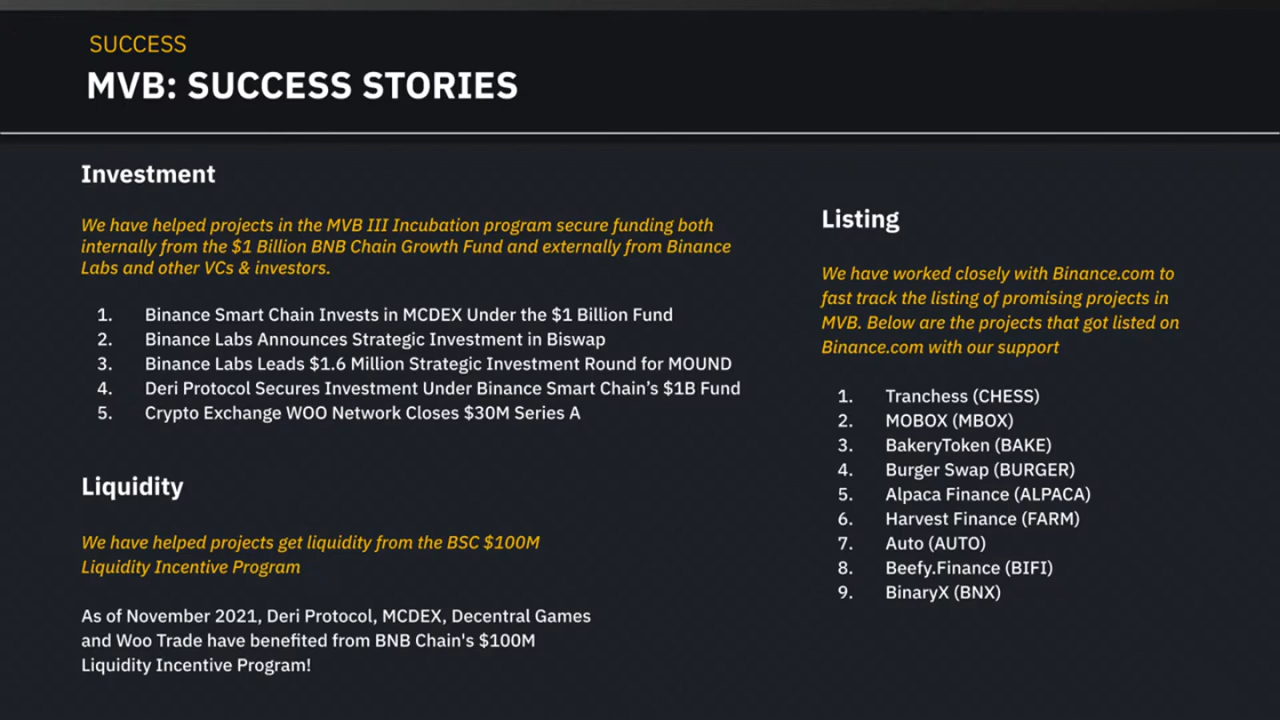 SUCCESS
MVB: SUCCESS STORIES
Investment
We have helped projects in the MVB III Incubation program secure funding both
internally from the $1 Billion BNB Chain Growth Fund and externally from Binance
Labs and other VCs & investors.
1. Binance Smart Chain Invests in MCDEX Under the $1 Billion Fund
2. Binance Labs Announces Strategic Investment in Biswap
3. Binance Labs Leads $1.6 Million Strategic Investment Round for MOUND
4. Deri Protocol Secures Investment Under Binance Smart Chain’s $1B Fund
5. Crypto Exchange WOO Network Closes $30M Series A
Liquidity
We have helped projects get liquidity from the BSC $100M
Liquidity Incentive Program
As of November 2021, Deri Protocol, MCDEX, Decentral Games
and Woo Trade have benefited from BNB Chain's $100M
Liquidity Incentive Program!
Listing
We have worked closely with Binance.com to
fast track the listing of promising projects in
MVB. Below are the projects that got listed on
Binance.com with our support
1. Tranchess (CHESS)
2. MOBOX (MBOX)
3. BakeryToken (BAKE)
4. Burger Swap (BURGER)
5. Alpaca Finance (ALPACA)
6. Harvest Finance (FARM)
7. Auto (AUTO)
8. Beefy.Finance (BIFI)
9. BinaryX (BNX)